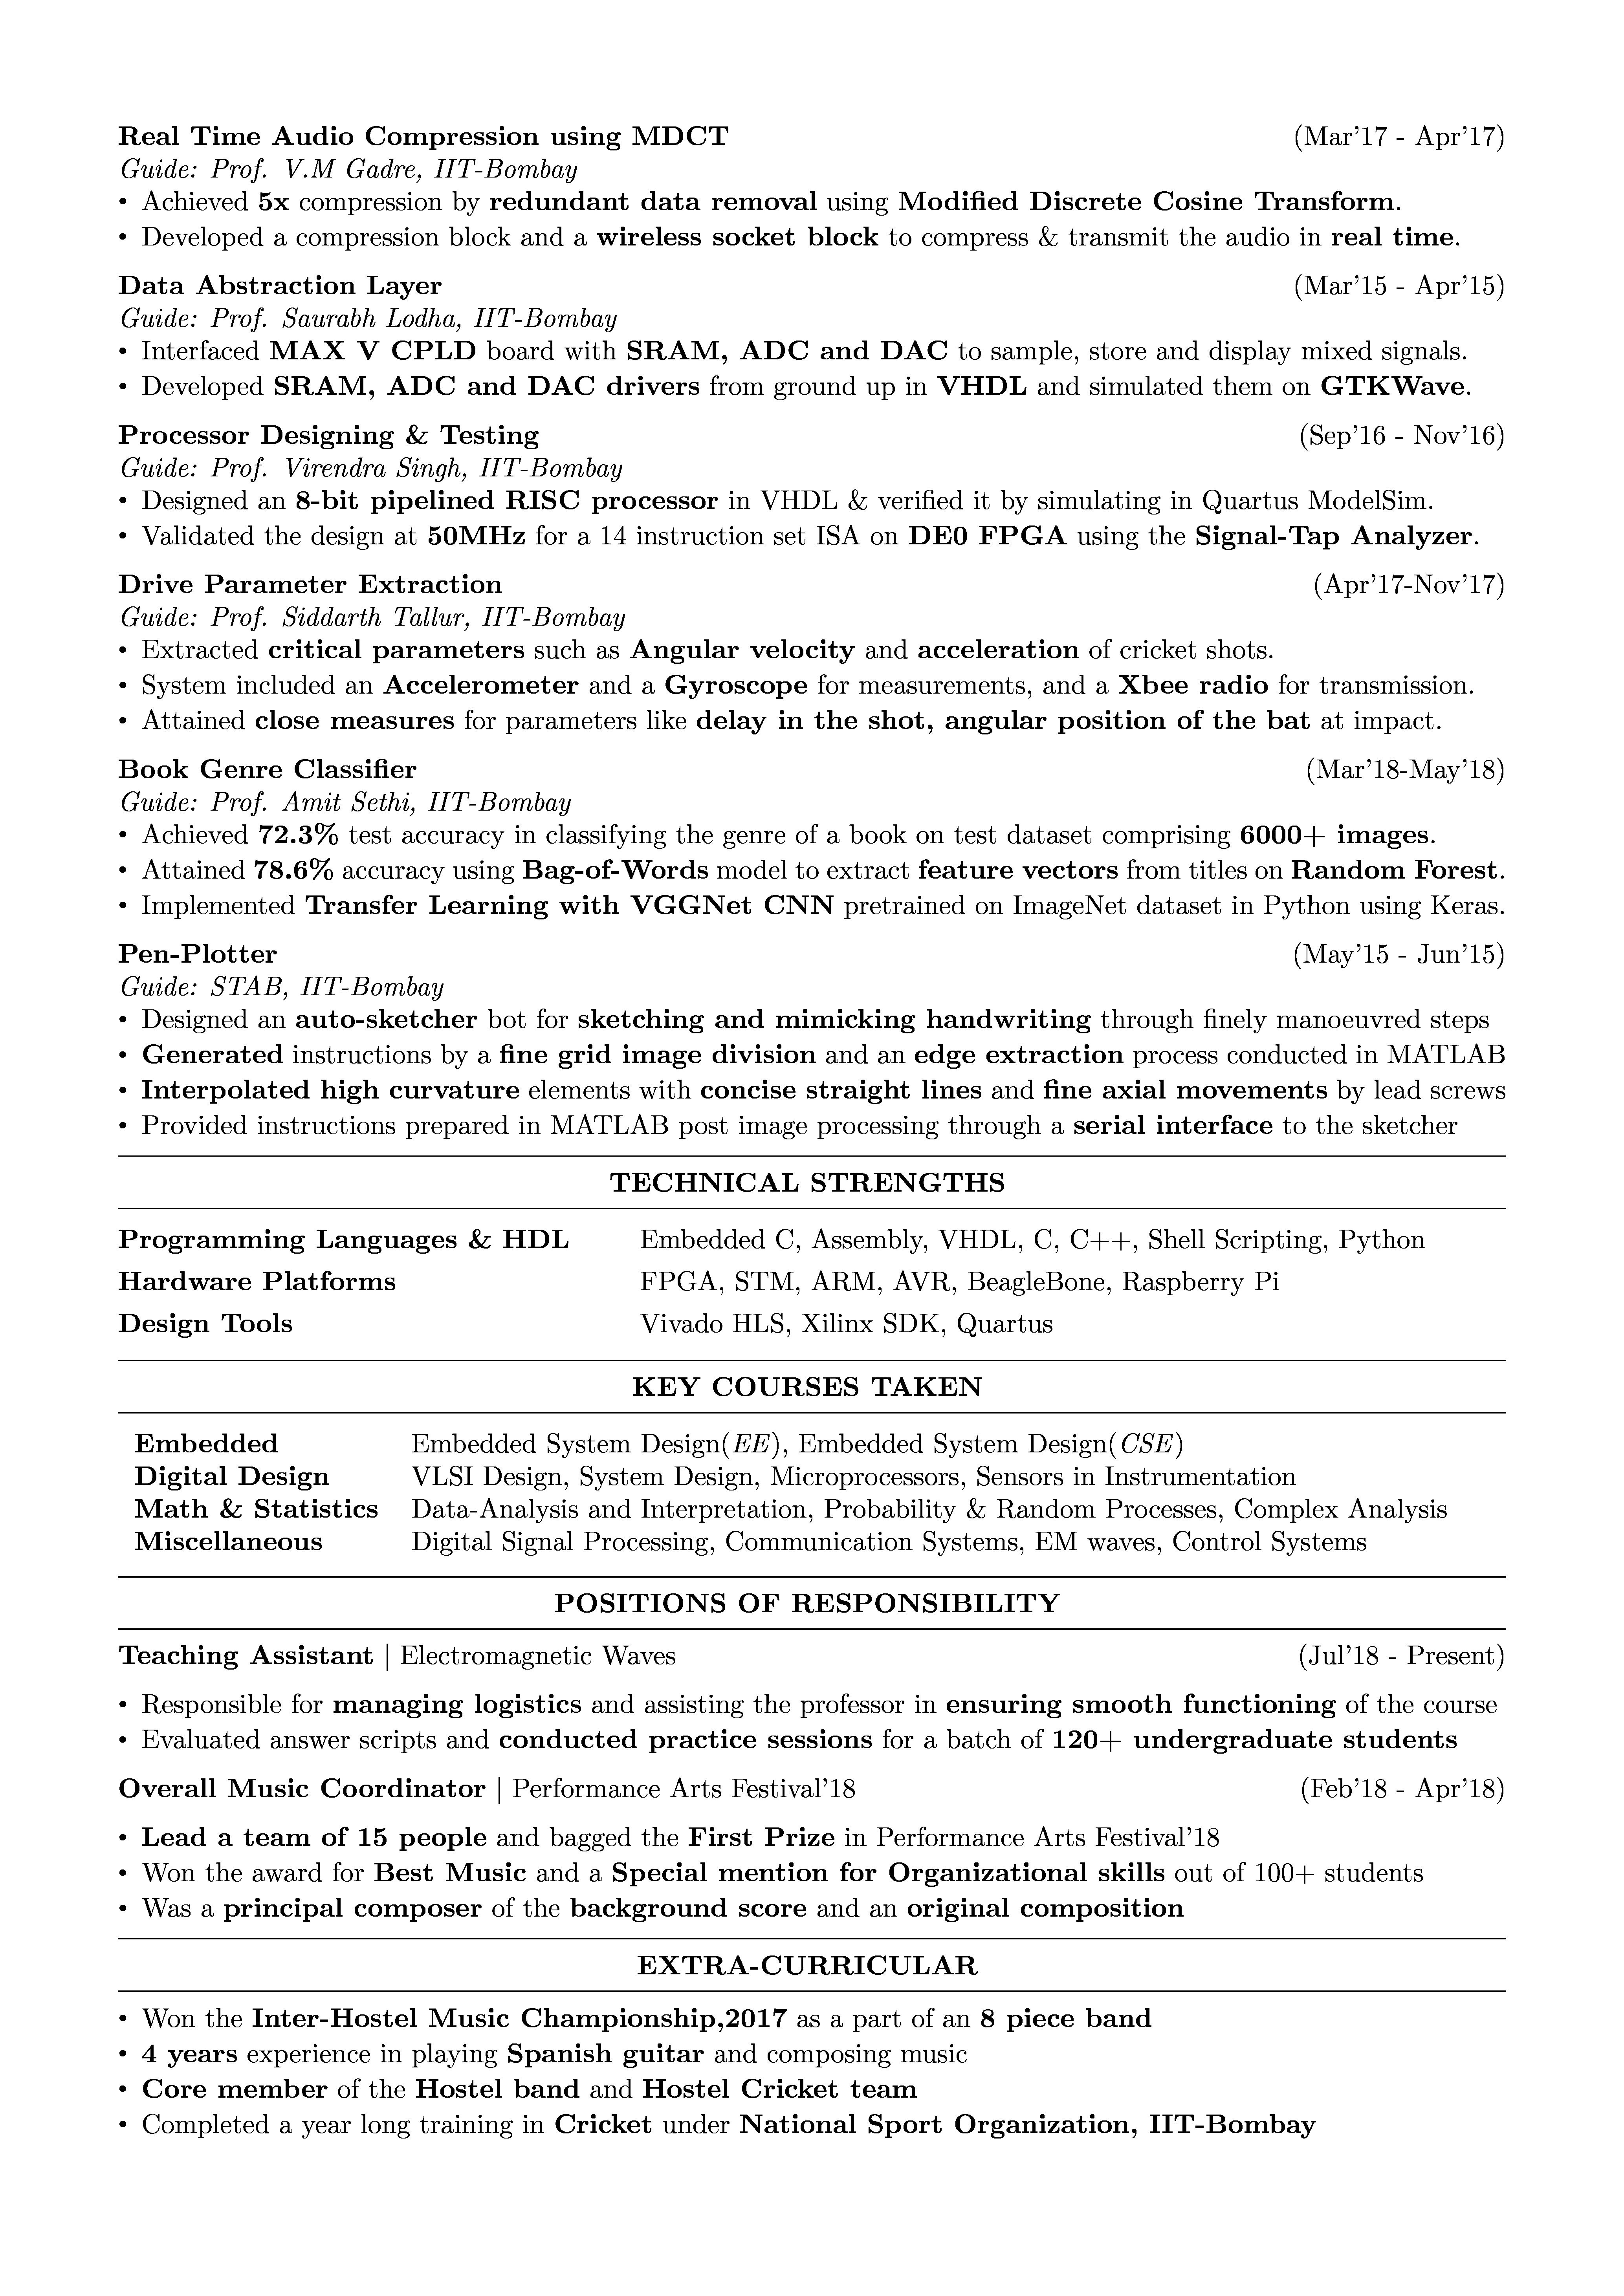 Real Time Audio Compression using MDCT (Mar'17 - Apr'17)
Guide: Prof. V.M Gadre, IIT-Bombay
• Achieved 5x compression by redundant data removal using Modified Discrete Cosine Transform.
• Developed a compression block and a wireless socket block to compress & transmit the audio in real time.
Data Abstraction Layer (Mar'15 - Apr'15)
Guide: Prof. Saurabh Lodha, IIT-Bombay
• Interfaced MAX V CPLD board with SRAM, ADC and DAC to sample, store and display mixed signals.
• Developed SRAM, ADC and DAC drivers from ground up in VHDL and simulated them on GTKWave.
Processor Designing & Testing (Sep'16 - Nov'16)
Guide: Prof. Virendra Singh, IIT-Bombay
• Designed an 8-bit pipelined RISC processor in VHDL & verified it by simulating in Quartus ModelSim.
• Validated the design at 50MHz for a 14 instruction set ISA on DE0 FPGA using the Signal-Tap Analyzer.
Drive Parameter Extraction (Apr'17-Nov'17)
Guide: Prof. Siddarth Tallur, IIT-Bombay
• Extracted critical parameters such as Angular velocity and acceleration of cricket shots.
• System included an Accelerometer and a Gyroscope for measurements, and a Xbee radio for transmission.
• Attained close measures for parameters like delay in the shot, angular position of the bat at impact.
Book Genre Classifier (Mar'18-May'18)
Guide: Prof. Amit Sethi, IIT-Bombay
• Achieved 72.3% test accuracy in classifying the genre of a book on test dataset comprising 6000+ images.
• Attained 78.6% accuracy using Bag-of-Words model to extract feature vectors from titles on Random Forest.
• Implemented Transfer Learning with VGGNet CNN pretrained on ImageNet dataset in Python using Keras.
Pen-Plotter (May'15 - Jun'15)
Guide: STAB, IIT-Bombay
• Designed an auto-sketcher bot for sketching and mimicking handwriting through finely manoeuvred steps
• Generated instructions by a fine grid image division and an edge extraction process conducted in MATLAB
• Interpolated high curvature elements with concise straight lines and fine axial movements by lead screws
• Provided instructions prepared in MATLAB post image processing through a serial interface to the sketcher
TECHNICAL STRENGTHS
Programming Languages & HDL Embedded C, Assembly, VHDL, C, C++, Shell Scripting, Python
Hardware Platforms FPGA, STM, ARM, AVR, BeagleBone, Raspberry Pi
Design Tools Vivado HLS, Xilinx SDK, Quartus
KEY COURSES TAKEN
Embedded Embedded System Design(EE), Embedded System Design(CSE)
Digital Design VLSI Design, System Design, Microprocessors, Sensors in Instrumentation
Math & Statistics Data-Analysis and Interpretation, Probability & Random Processes, Complex Analysis
Miscellaneous Digital Signal Processing, Communication Systems, EM waves, Control Systems
POSITIONS OF RESPONSIBILITY
Teaching Assistant | Electromagnetic Waves (Jul'18 - Present)
• Responsible for managing logistics and assisting the professor in ensuring smooth functioning of the course
• Evaluated answer scripts and conducted practice sessions for a batch of 120+ undergraduate students
Overall Music Coordinator | Performance Arts Festival'18 (Feb'18 - Apr'18)
• Lead a team of 15 people and bagged the First Prize in Performance Arts Festival'18
• Won the award for Best Music and a Special mention for Organizational skills out of 100+ students
• Was a principal composer of the background score and an original composition
EXTRA-CURRICULAR
• Won the Inter-Hostel Music Championship,2017 as a part of an 8 piece band
• 4 years experience in playing Spanish guitar and composing music
• Core member of the Hostel band and Hostel Cricket team
• Completed a year long training in Cricket under National Sport Organization, IIT-Bombay